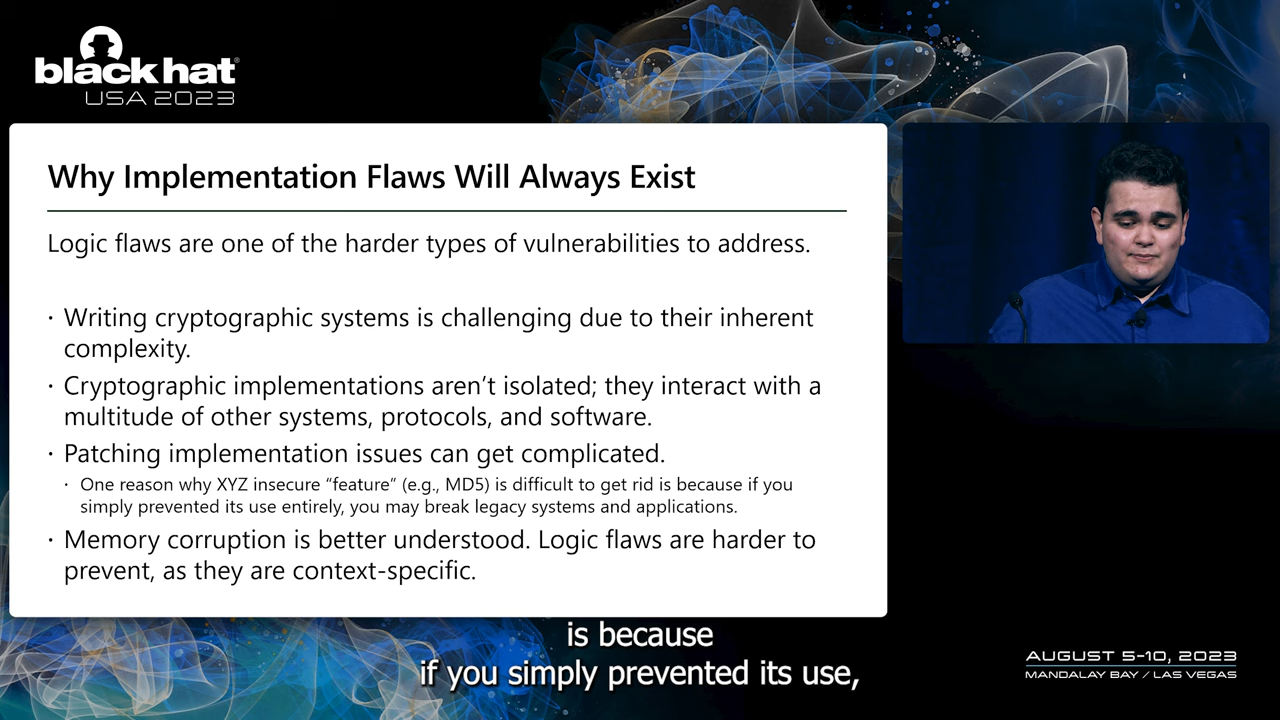 black hat®
USA 2023
Why Implementation Flaws Will Always Exist
Logic flaws are one of the harder types of vulnerabilities to address.
· Writing cryptographic systems is challenging due to their inherent
complexity.
· Cryptographic implementations aren’t isolated; they interact with a
multitude of other systems, protocols, and software.
· Patching implementation issues can get complicated.
· One reason why XYZ insecure “feature” (e.g., MD5) is difficult to get rid is because if you
simply prevented its use entirely, you may break legacy systems and applications.
· Memory corruption is better understood. Logic flaws are harder to
prevent, as they are context-specific.
is because
if you simply prevented its use,
AUGUST 5-10, 2023
MANDALAY BAY / LAS VEGAS